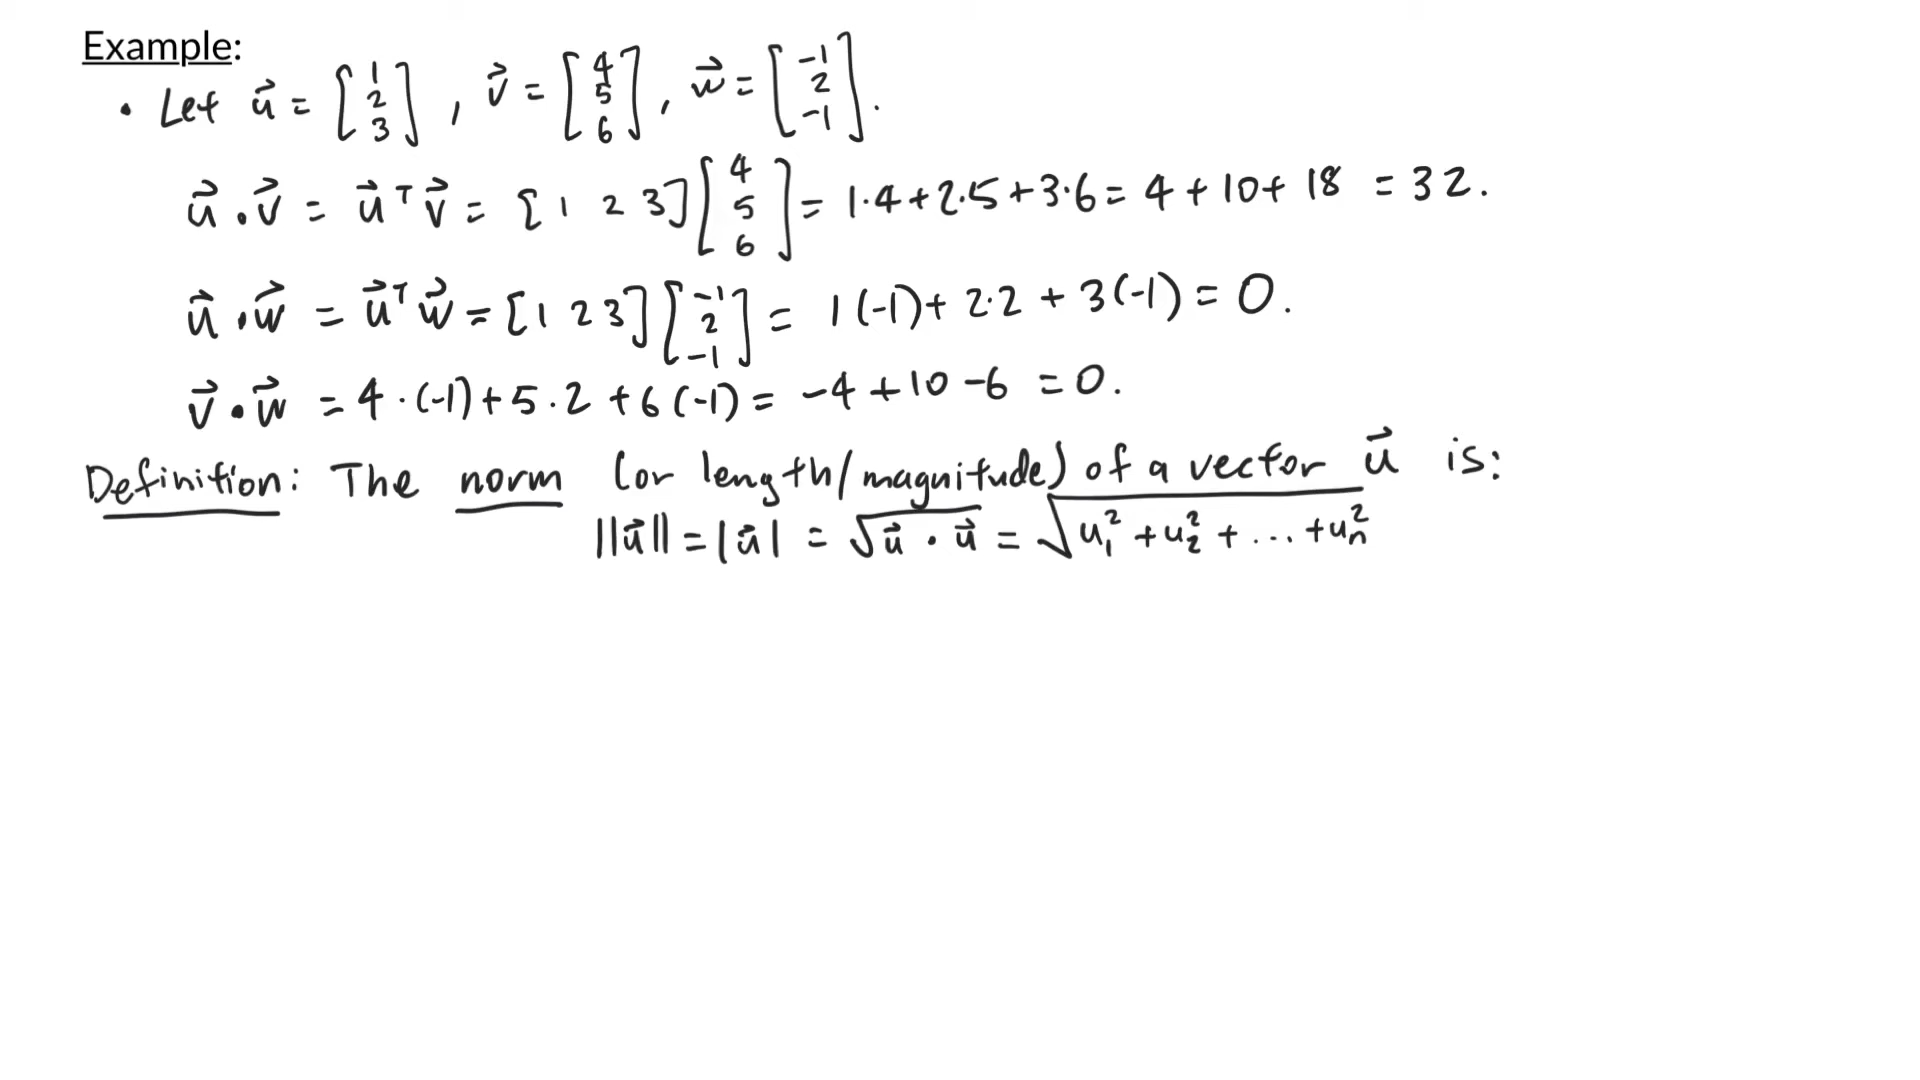 Example:
• Let u⃗ = [1 2 3], v⃗ = [4 5 6], w⃗ = [-1 2 -1].
u⃗ · v⃗ = u⃗ᵀ v⃗ = [1 2 3][4 5 6] = 1·4 + 2·5 + 3·6 = 4 + 10 + 18 = 32.
u⃗ · w⃗ = u⃗ᵀ w⃗ = [1 2 3][-1 2 -1] = 1(-1) + 2·2 + 3(-1) = 0.
v⃗ · w⃗ = 4·(-1) + 5·2 + 6(-1) = -4 + 10 - 6 = 0.
Definition: The norm (or length/magnitude) of a vector u⃗ is:
||u⃗|| = |u⃗| = √(u⃗ · u⃗) = √(u₁² + u₂² + ... + uₙ²)